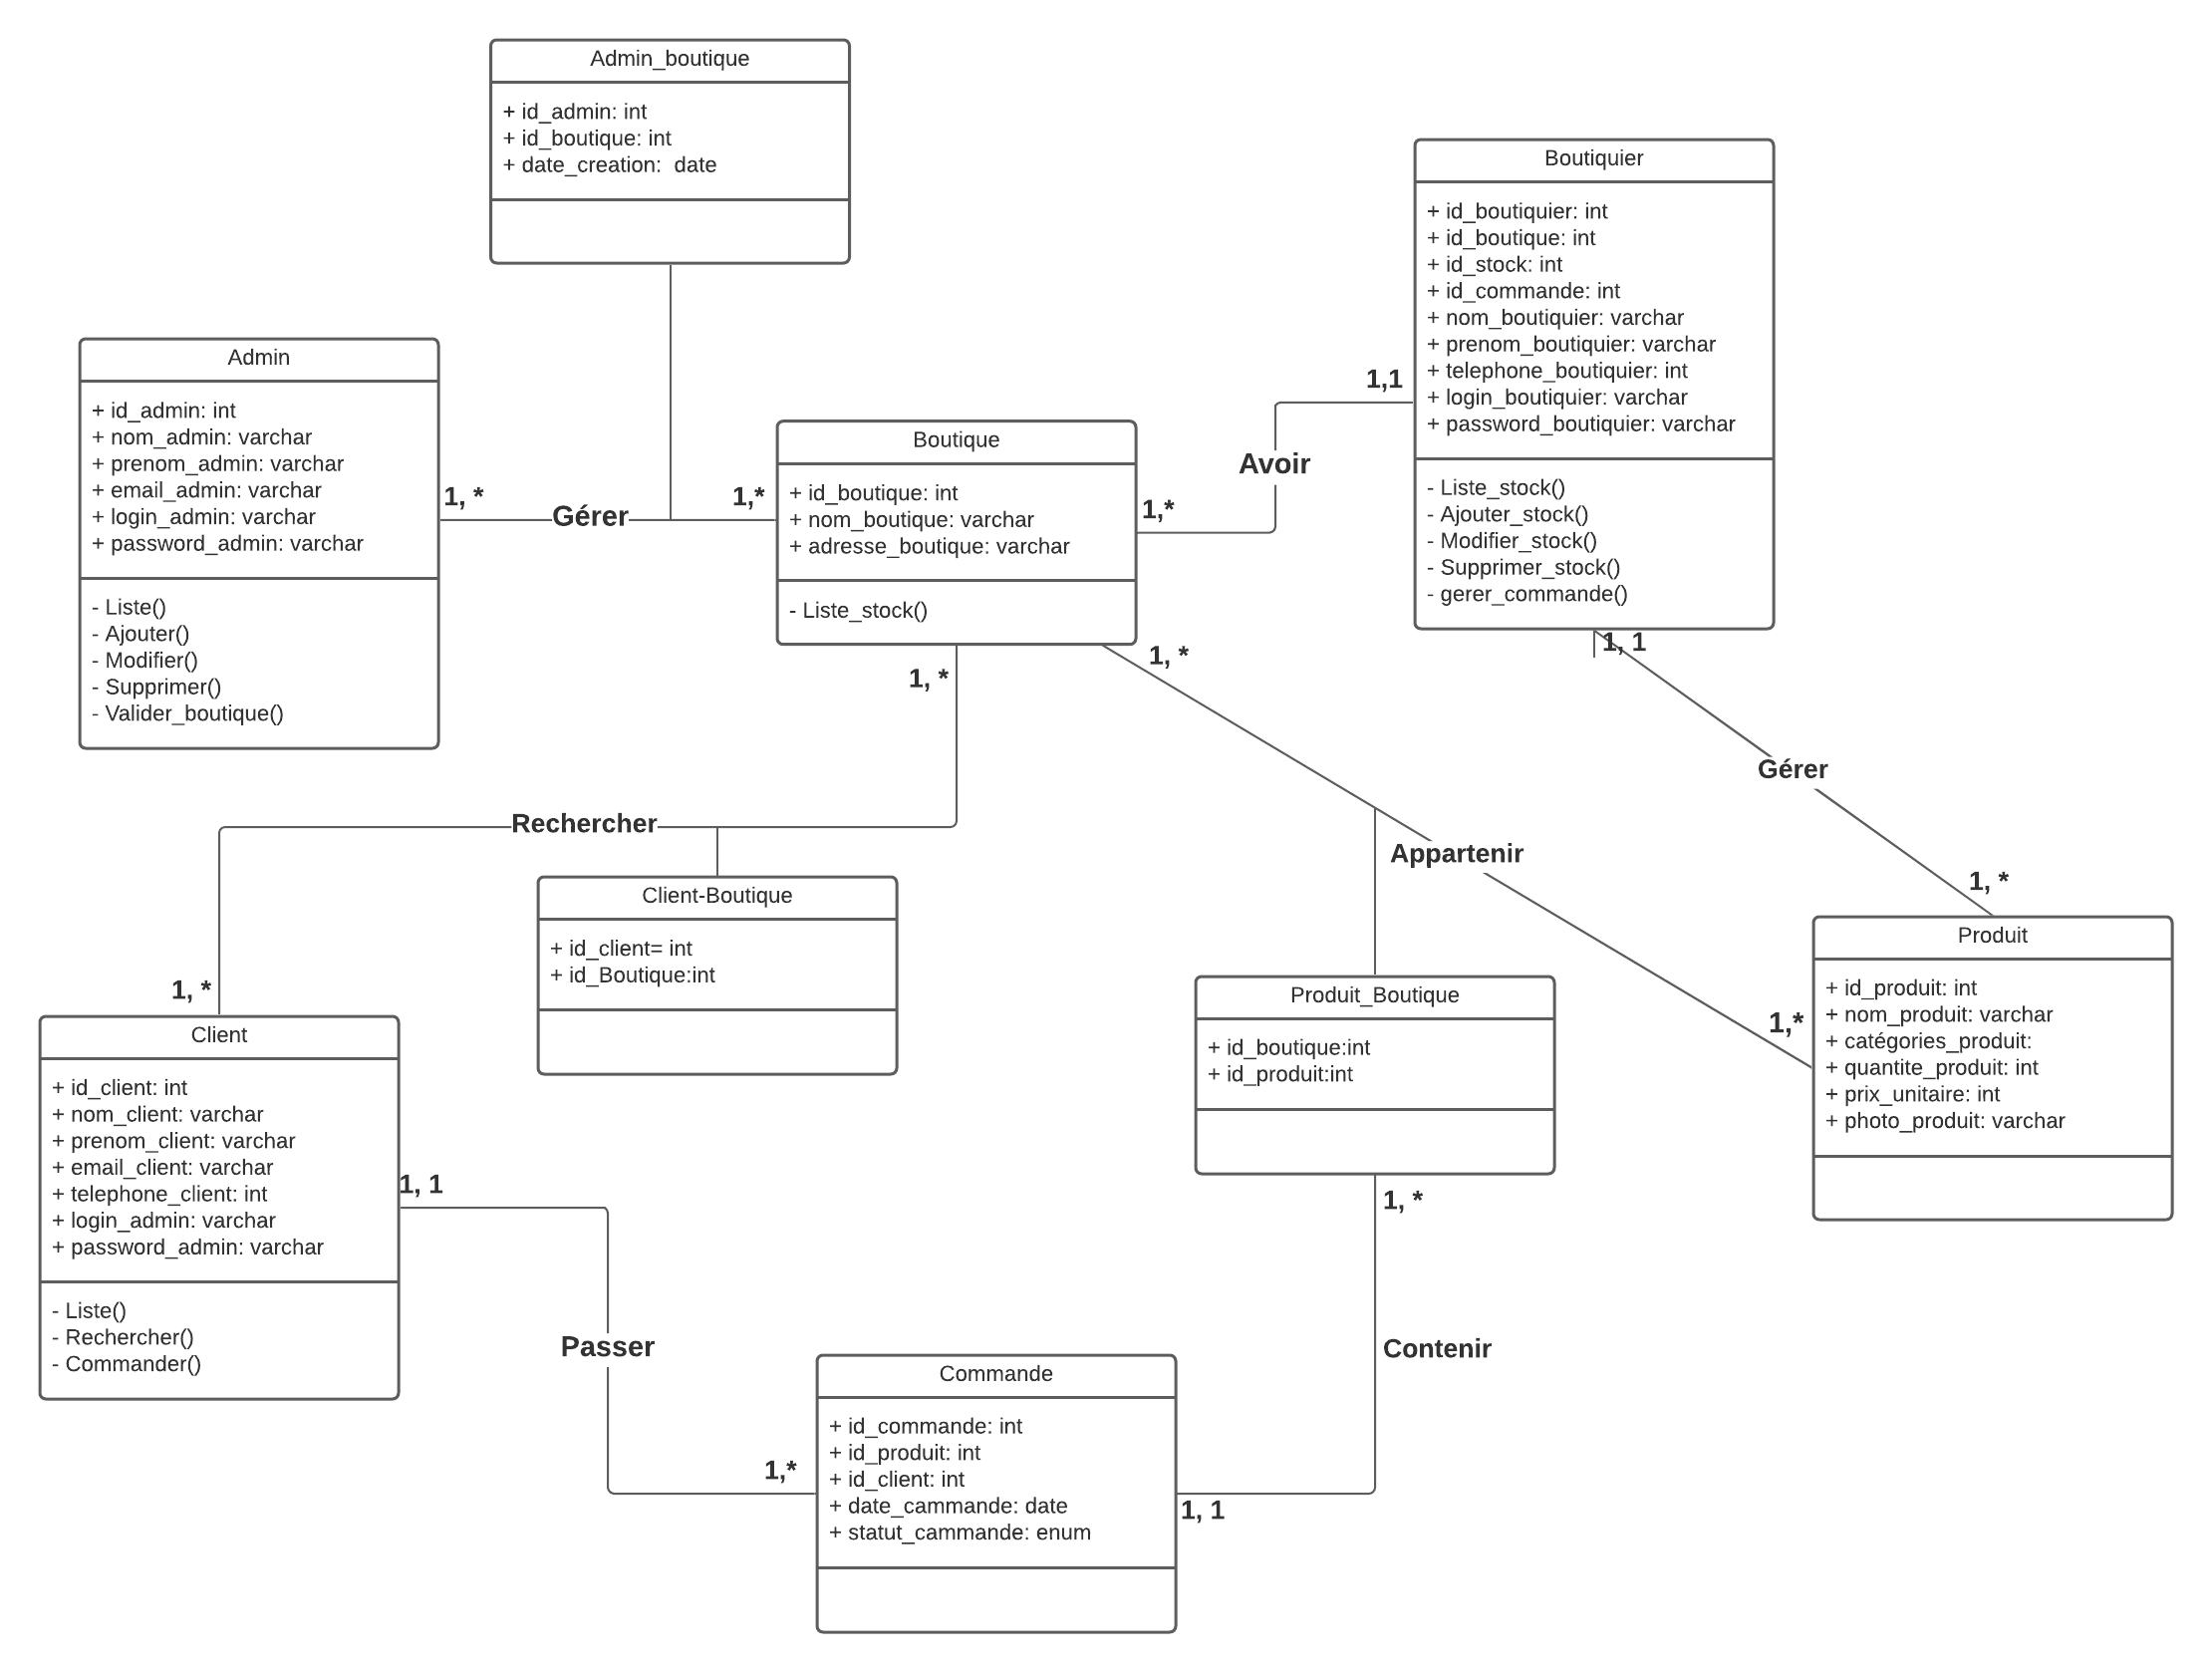 Admin_boutique
+ id_admin: int
+ id_boutique: int
+ date_creation:  date
Boutiquier
+ id_boutiquier: int
+ id_boutique: int
+ id_stock: int
+ id_commande: int
+ nom_boutiquier: varchar
+ prenom_boutiquier: varchar
+ telephone_boutiquier: int
+ login_boutiquier: varchar
+ password_boutiquier: varchar
- Liste_stock()
- Ajouter_stock()
- Modifier_stock()
- Supprimer_stock()
- gerer_commande()
Admin
+ id_admin: int
+ nom_admin: varchar
+ prenom_admin: varchar
+ email_admin: varchar
+ login_admin: varchar
+ password_admin: varchar
- Liste()
- Ajouter()
- Modifier()
- Supprimer()
- Valider_boutique()
1, *
Gérer
1,*
Boutique
+ id_boutique: int
+ nom_boutique: varchar
+ adresse_boutique: varchar
- Liste_stock()
1,*
Avoir
1,1
1, *
1, *
1, 1
Gérer
1, *
Rechercher
1, *
Appartenir
1,*
Client-Boutique
+ id_client= int
+ id_Boutique:int
Produit
+ id_produit: int
+ nom_produit: varchar
+ catégories_produit:
+ quantite_produit: int
+ prix_unitaire: int
+ photo_produit: varchar
Produit_Boutique
+ id_boutique:int
+ id_produit:int
Client
+ id_client: int
+ nom_client: varchar
+ prenom_client: varchar
+ email_client: varchar
+ telephone_client: int
+ login_admin: varchar
+ password_admin: varchar
- Liste()
- Rechercher()
- Commander()
1, 1
Passer
1,*
1, *
Contenir
1, 1
Commande
+ id_commande: int
+ id_produit: int
+ id_client: int
+ date_cammande: date
+ statut_cammande: enum